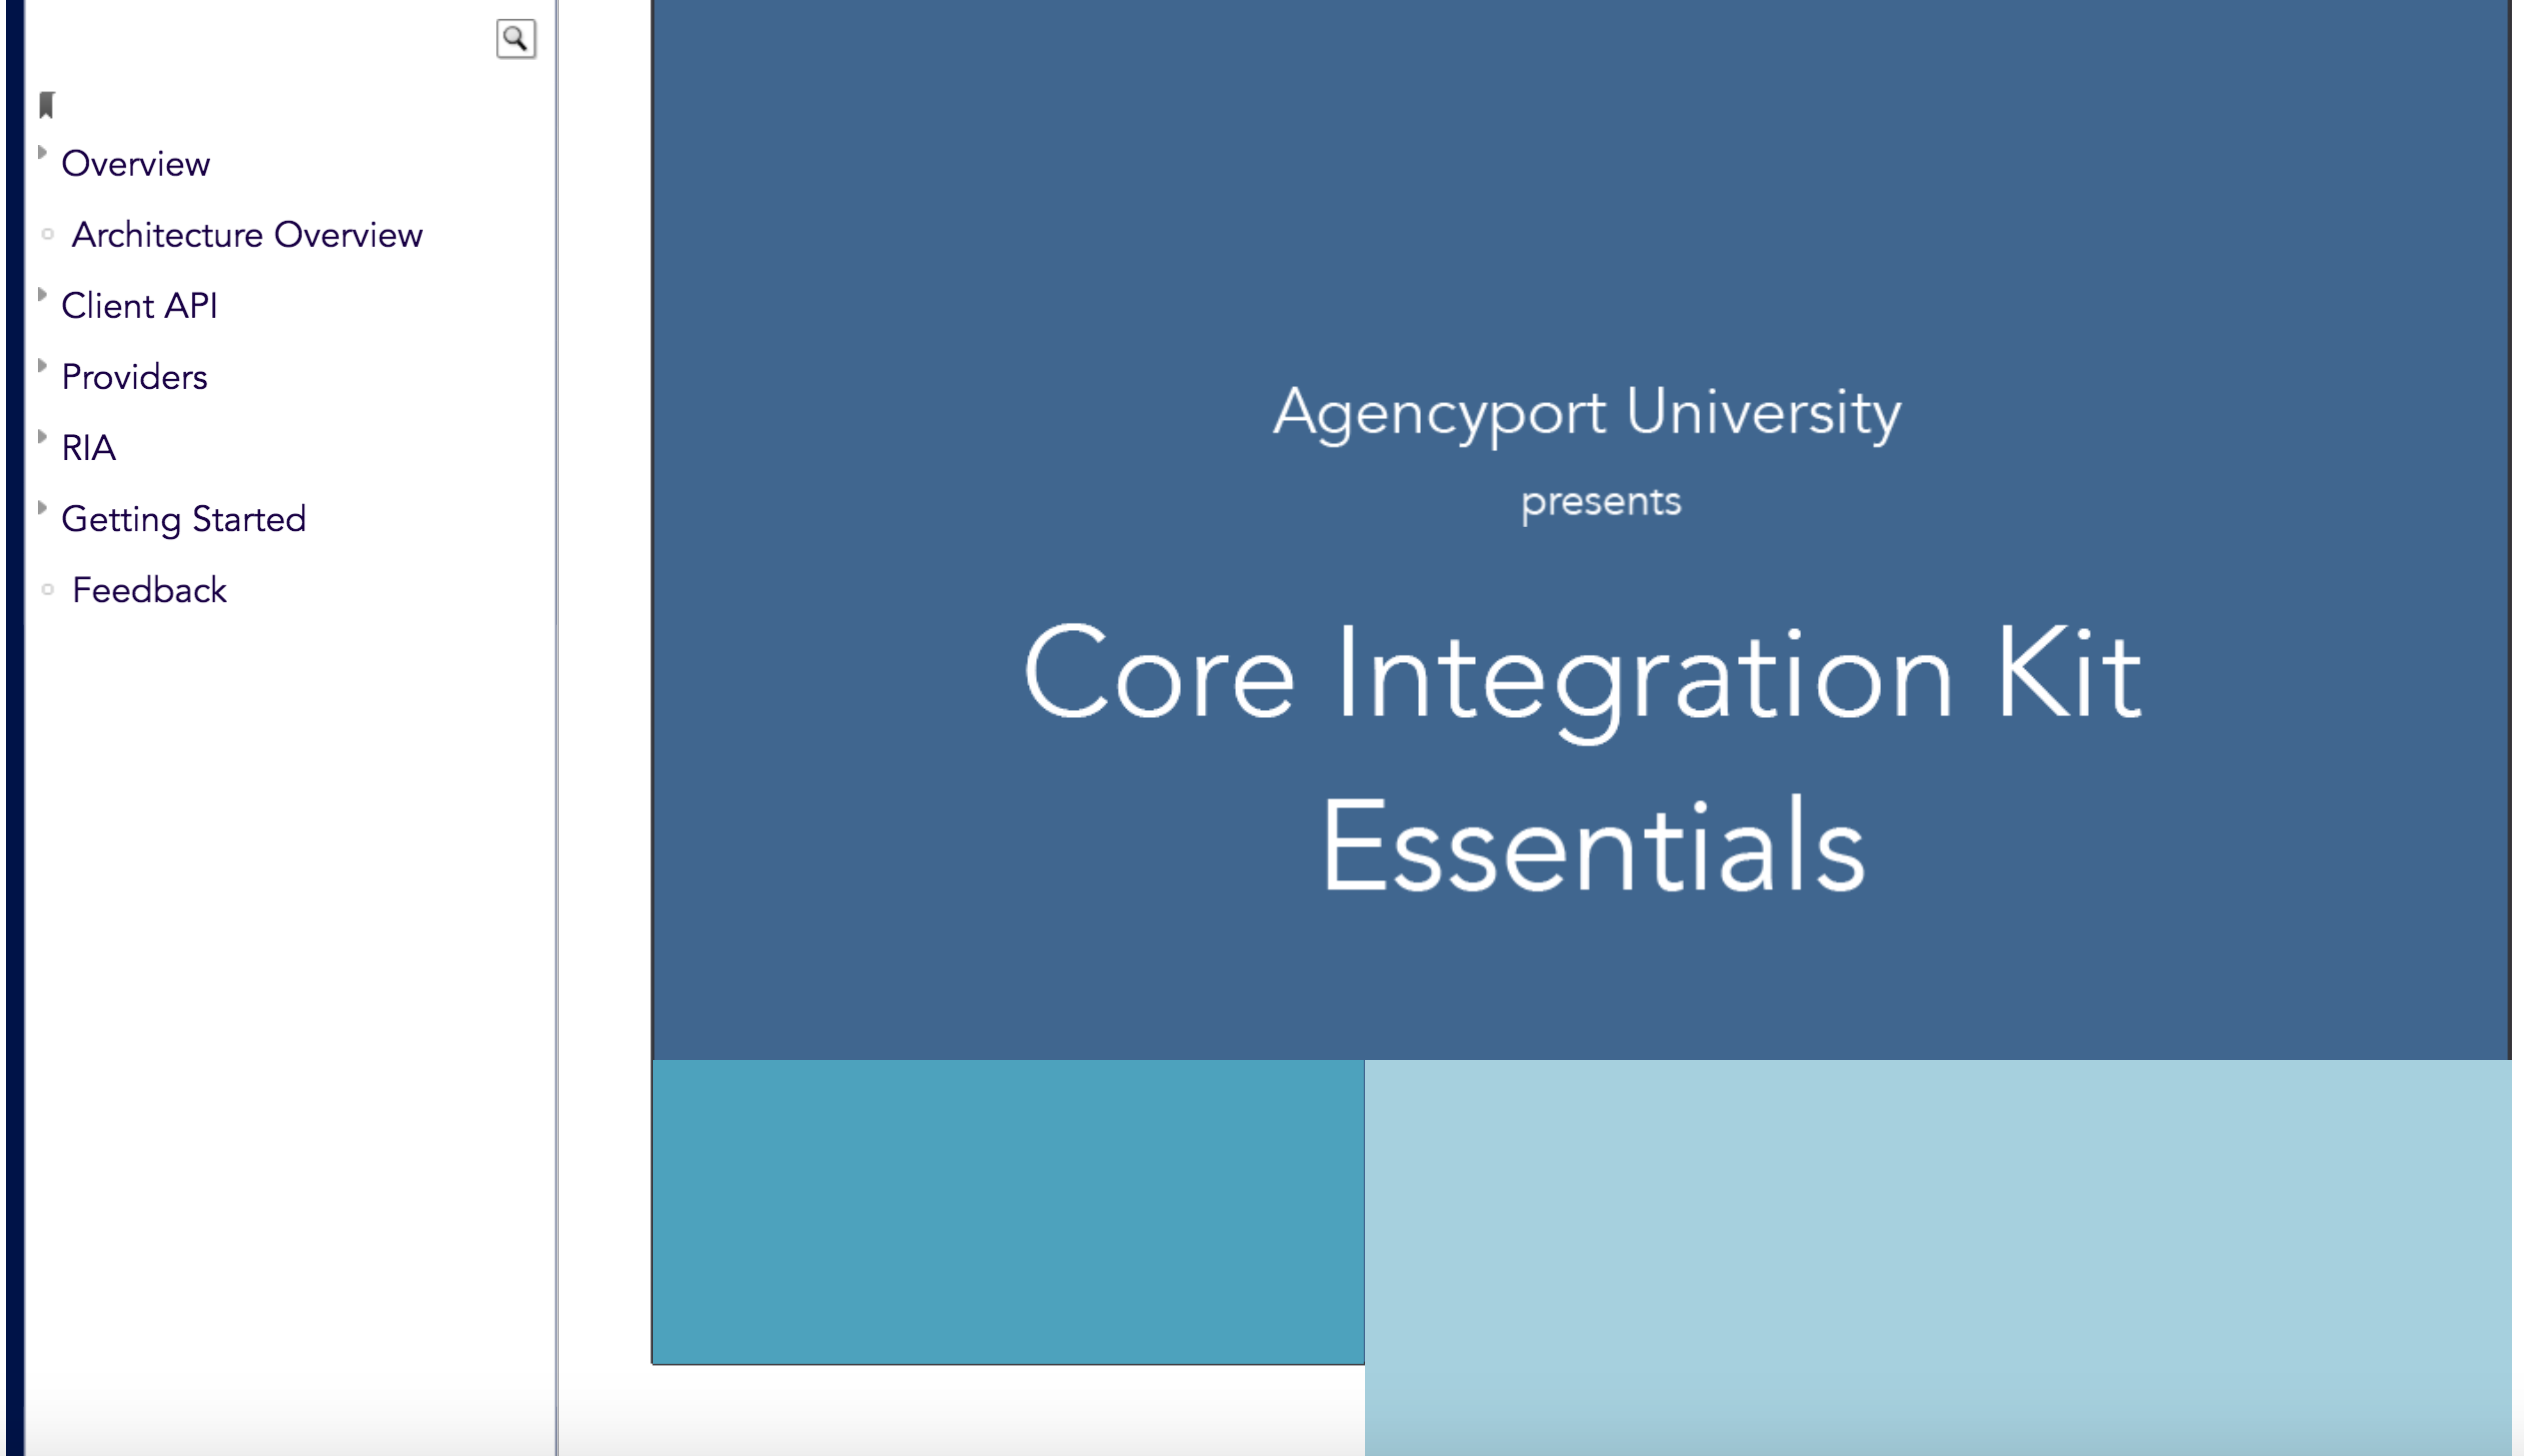 Overview
Architecture Overview
Client API
Providers
RIA
Getting Started
Feedback
Agencyport University
presents
Core Integration Kit
Essentials